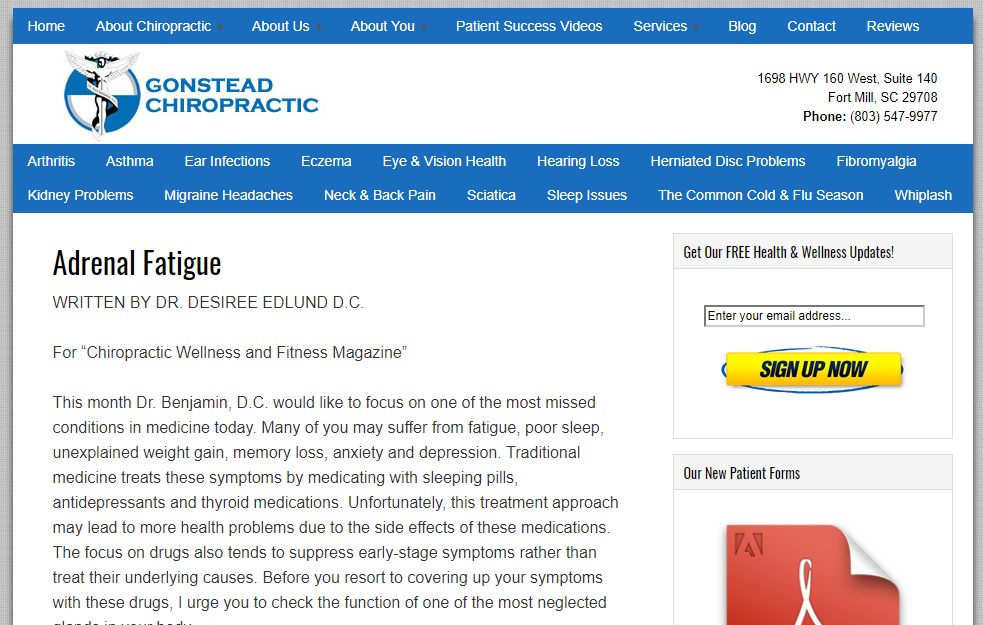 Home About Chiropractic About Us About You Patient Success Videos Services Blog Contact Reviews
GONSTEAD
CHIROPRACTIC
1698 HWY 160 West, Suite 140
Fort Mill, SC 29708
Phone: (803) 547-9977
Arthritis Asthma Ear Infections Eczema Eye & Vision Health Hearing Loss Herniated Disc Problems Fibromyalgia
Kidney Problems Migraine Headaches Neck & Back Pain Sciatica Sleep Issues The Common Cold & Flu Season Whiplash
Adrenal Fatigue
WRITTEN BY DR. DESIREE EDLUND D.C.
For “Chiropractic Wellness and Fitness Magazine”
This month Dr. Benjamin, D.C. would like to focus on one of the most missed
conditions in medicine today. Many of you may suffer from fatigue, poor sleep,
unexplained weight gain, memory loss, anxiety and depression. Traditional
medicine treats these symptoms by medicating with sleeping pills,
antidepressants and thyroid medications. Unfortunately, this treatment approach
may lead to more health problems due to the side effects of these medications.
The focus on drugs also tends to suppress early-stage symptoms rather than
treat their underlying causes. Before you resort to covering up your symptoms
with these drugs, I urge you to check the function of one of the most neglected
glands in your body.
Get Our FREE Health & Wellness Updates!
Enter your email address...
SIGN UP NOW
Our New Patient Forms